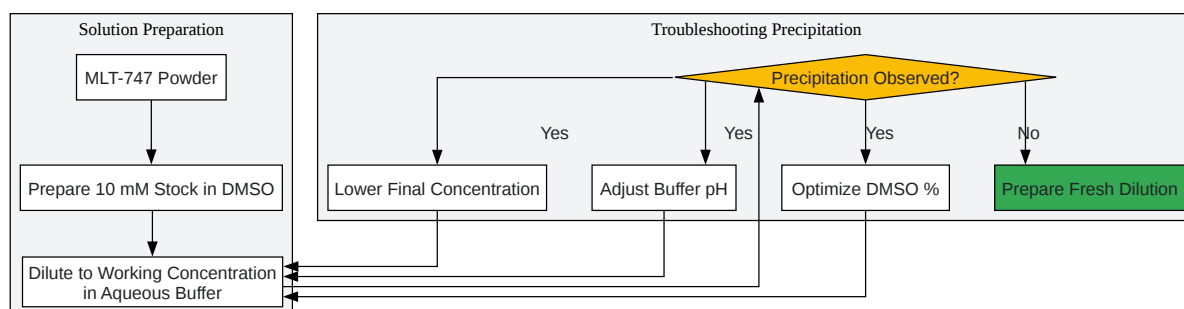 Solution Preparation
Troubleshooting Precipitation
MLT-747 Powder
Precipitation Observed?
Yes
Yes
Yes
No
Prepare 10 mM Stock in DMSO
Lower Final Concentration
Adjust Buffer pH
Optimize DMSO %
Prepare Fresh Dilution
Dilute to Working Concentration
in Aqueous Buffer